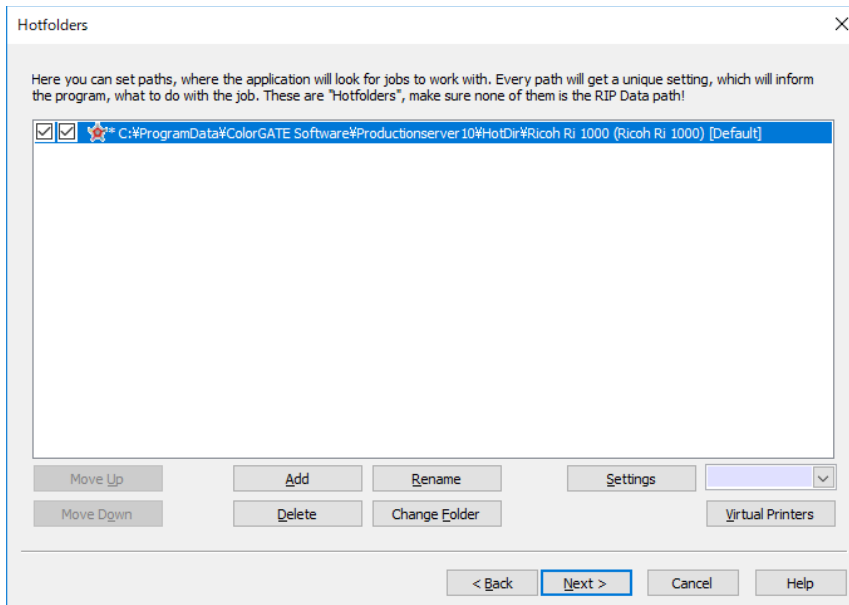 Hotfolders
Here you can set paths, where the application will look for jobs to work with. Every path will get a unique setting, which will inform
the program, what to do with the job. These are "Hotfolders", make sure none of them is the RIP Data path!
* C:¥ProgramData¥ColorGATE Software¥Productionserver10¥HotDir¥Ricoh Ri 1000 (Ricoh Ri 1000) [Default]
Move Up Add Rename Settings
Move Down Delete Change Folder Virtual Printers
< Back Next > Cancel Help